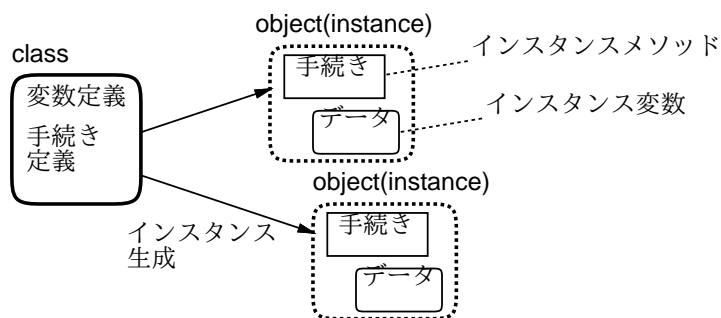 object(instance)
インスタンスメソッド
class
手続き
変数定義
インスタンス変数
データ
手続き
定義
object(instance)
手続き
インスタンス
生成
データ